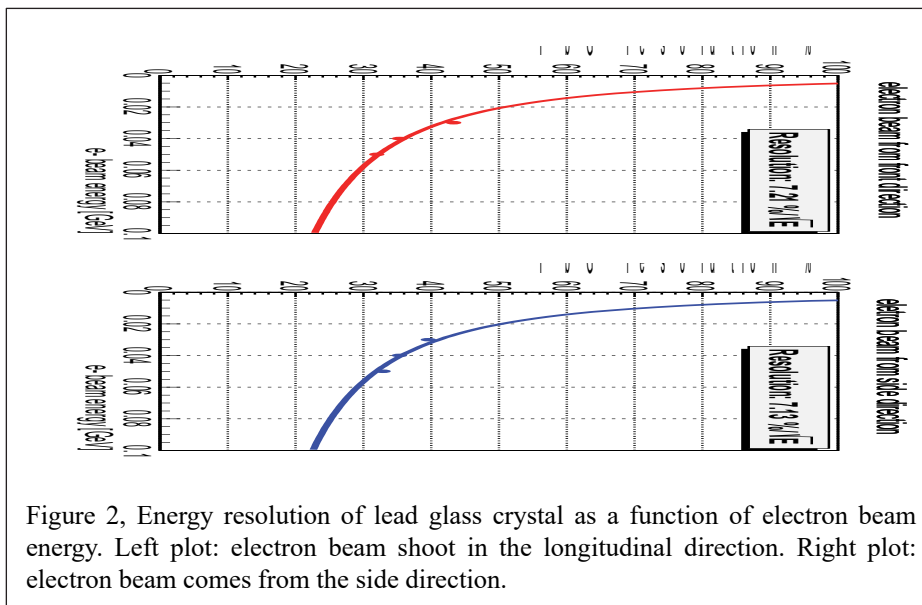 electron beam from front direction
Resolution: 7.21 %/√E
0 10 20 30 40 50 60 70 80 90 100
0 0.02 0.04 0.06 0.08 0.1
e- beam energy [GeV]
eletron beam from side direction
Resolution: 7.13 %/√E
0 10 20 30 40 50 60 70 80 90 100
0 0.02 0.04 0.06 0.08 0.1
e- beam energy [GeV]
Figure 2, Energy resolution of lead glass crystal as a function of electron beam
energy. Left plot: electron beam shoot in the longitudinal direction. Right plot:
electron beam comes from the side direction.